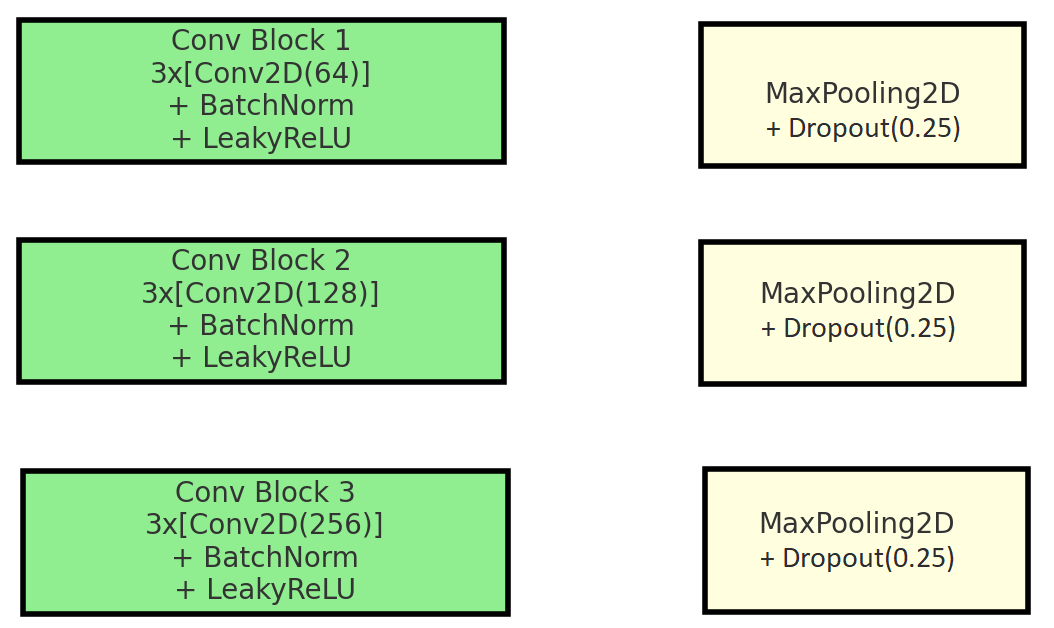 Conv Block 1
3x[Conv2D(64)]
+ BatchNorm
+ LeakyReLU
MaxPooling2D
+ Dropout(0.25)
Conv Block 2
3x[Conv2D(128)]
+ BatchNorm
+ LeakyReLU
MaxPooling2D
+ Dropout(0.25)
Conv Block 3
3x[Conv2D(256)]
+ BatchNorm
+ LeakyReLU
MaxPooling2D
+ Dropout(0.25)